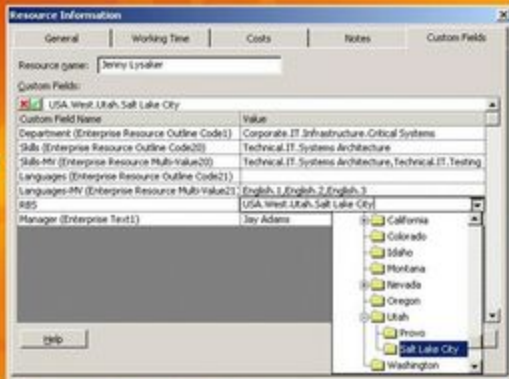 Resource Information
General Working Time Costs Notes Custom Fields
Resource name: Jenny Lysaker
Custom Fields:
USA.West.Utah.Salt Lake City
Custom Field Name Value
Department (Enterprise Resource Outline Code1) Corporate.IT.Infrastructure.Critical Systems
Skills (Enterprise Resource Outline Code20) Technical.IT.Systems Architecture
Skills-MV (Enterprise Resource Multi-Value20) Technical.IT.Systems Architecture,Technical.IT.Testing
Languages (Enterprise Resource Outline Code21)
Languages-MV (Enterprise Resource Multi-Value21) English.1,English.2,English.3
RBS USA.West.Utah.Salt Lake City
Manager (Enterprise Text1) Jay Adams
California
Colorado
Idaho
Montana
Nevada
Oregon
Utah
Provo
Salt Lake City
Washington
Help